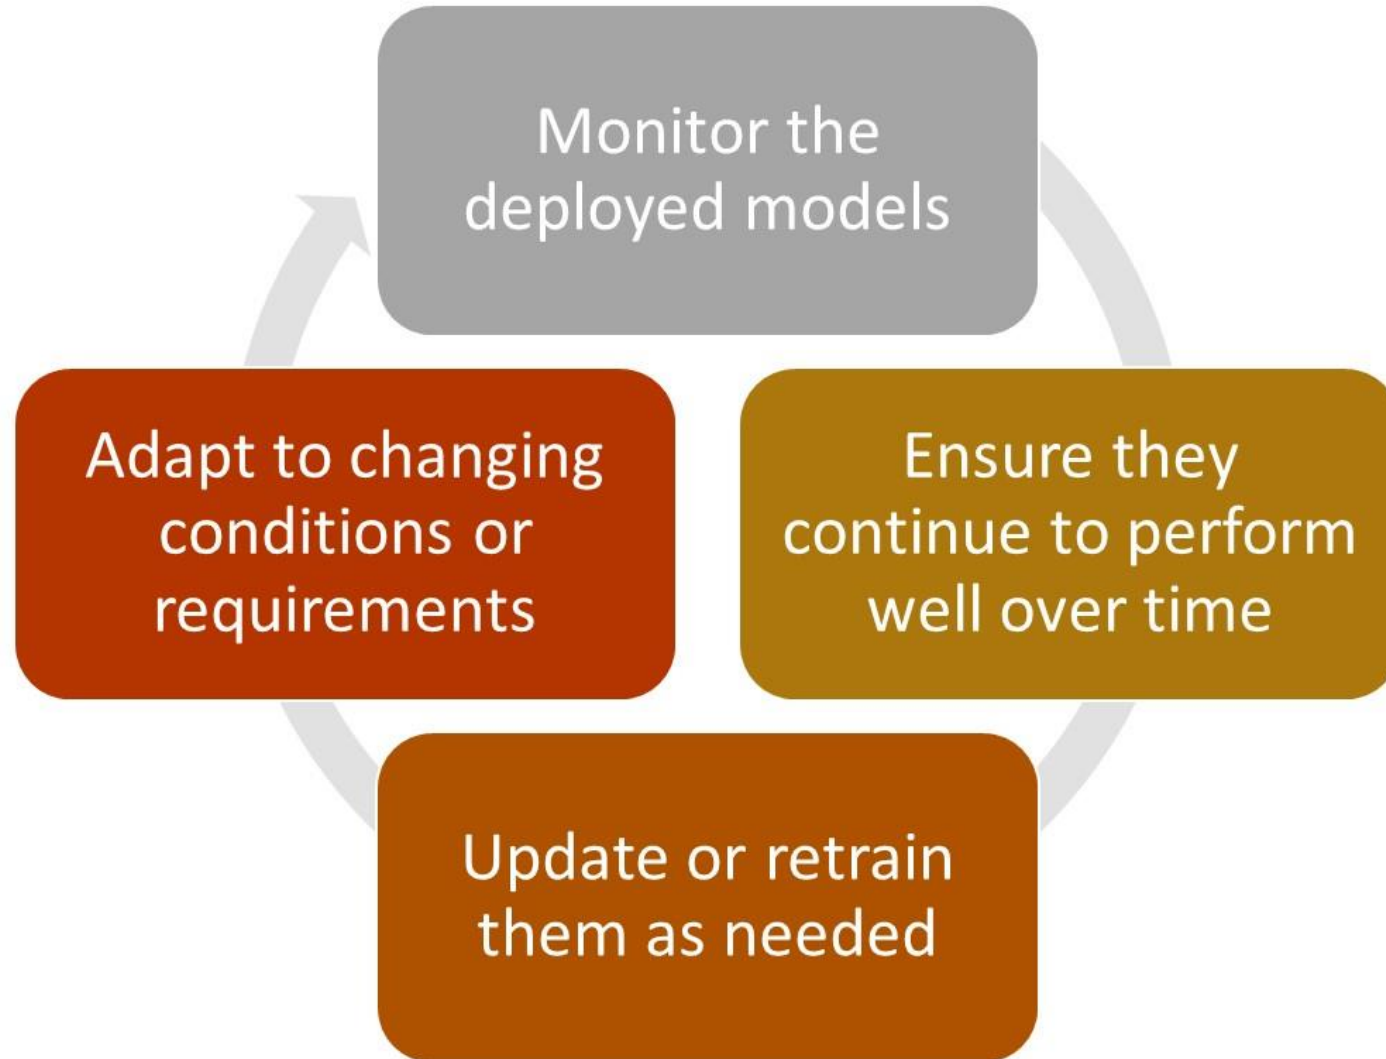 Monitor the
deployed models
Ensure they
continue to perform
well over time
Update or retrain
them as needed
Adapt to changing
conditions or
requirements